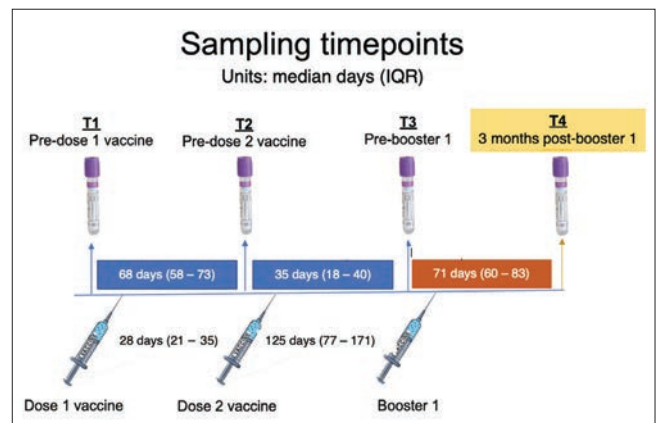 Sampling timepoints
Units: median days (IQR)
T1
Pre-dose 1 vaccine
T2
Pre-dose 2 vaccine
T3
Pre-booster 1
T4
3 months post-booster 1
68 days (58 – 73)
35 days (18 – 40)
71 days (60 – 83)
28 days (21 – 35)
125 days (77 – 171)
Dose 1 vaccine
Dose 2 vaccine
Booster 1